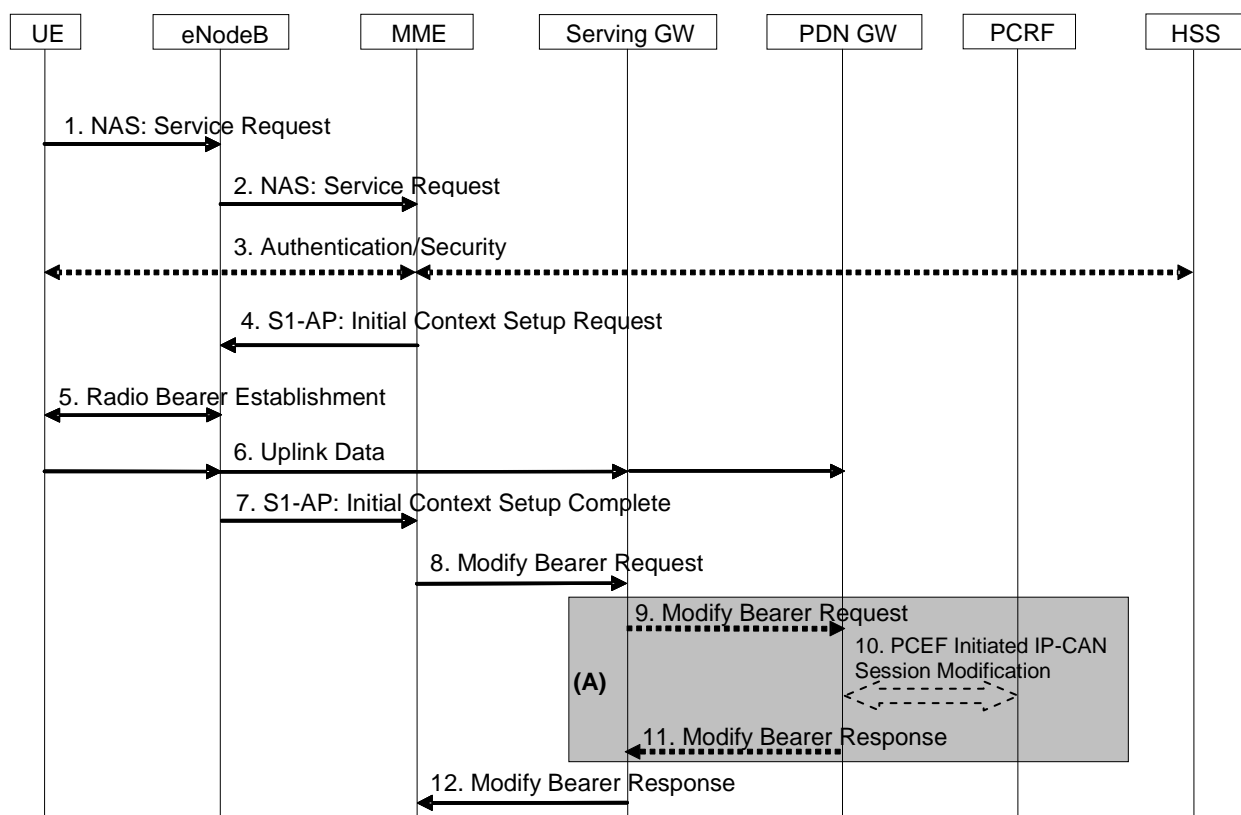 UE eNodeB MME Serving GW PDN GW PCRF HSS
1. NAS: Service Request
2. NAS: Service Request
3. Authentication/Security
4. S1-AP: Initial Context Setup Request
5. Radio Bearer Establishment
6. Uplink Data
7. S1-AP: Initial Context Setup Complete
8. Modify Bearer Request
9. Modify Bearer Request
10. PCEF Initiated IP-CAN
Session Modification
(A)
11. Modify Bearer Response
12. Modify Bearer Response